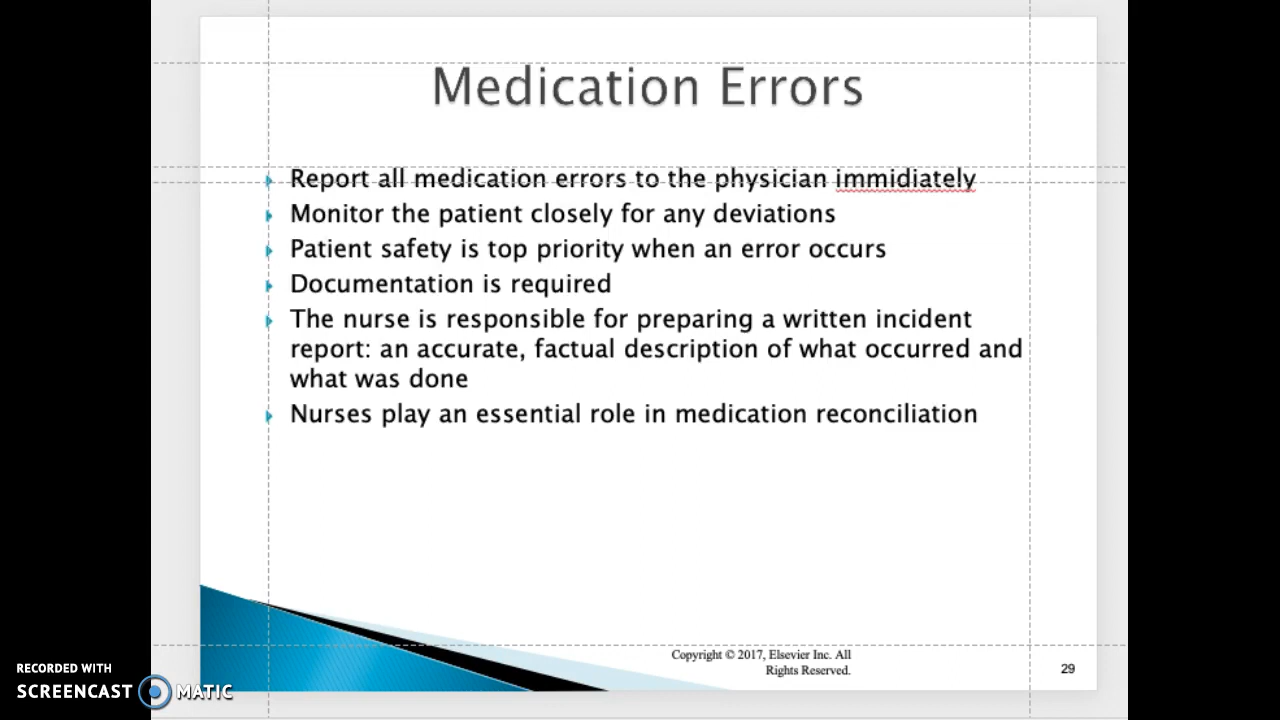 Medication Errors
Report all medication errors to the physician immidiately
Monitor the patient closely for any deviations
Patient safety is top priority when an error occurs
Documentation is required
The nurse is responsible for preparing a written incident
report: an accurate, factual description of what occurred and
what was done
Nurses play an essential role in medication reconciliation
Copyright © 2017, Elsevier Inc. All
Rights Reserved.
29
RECORDED WITH
SCREENCAST MATIC